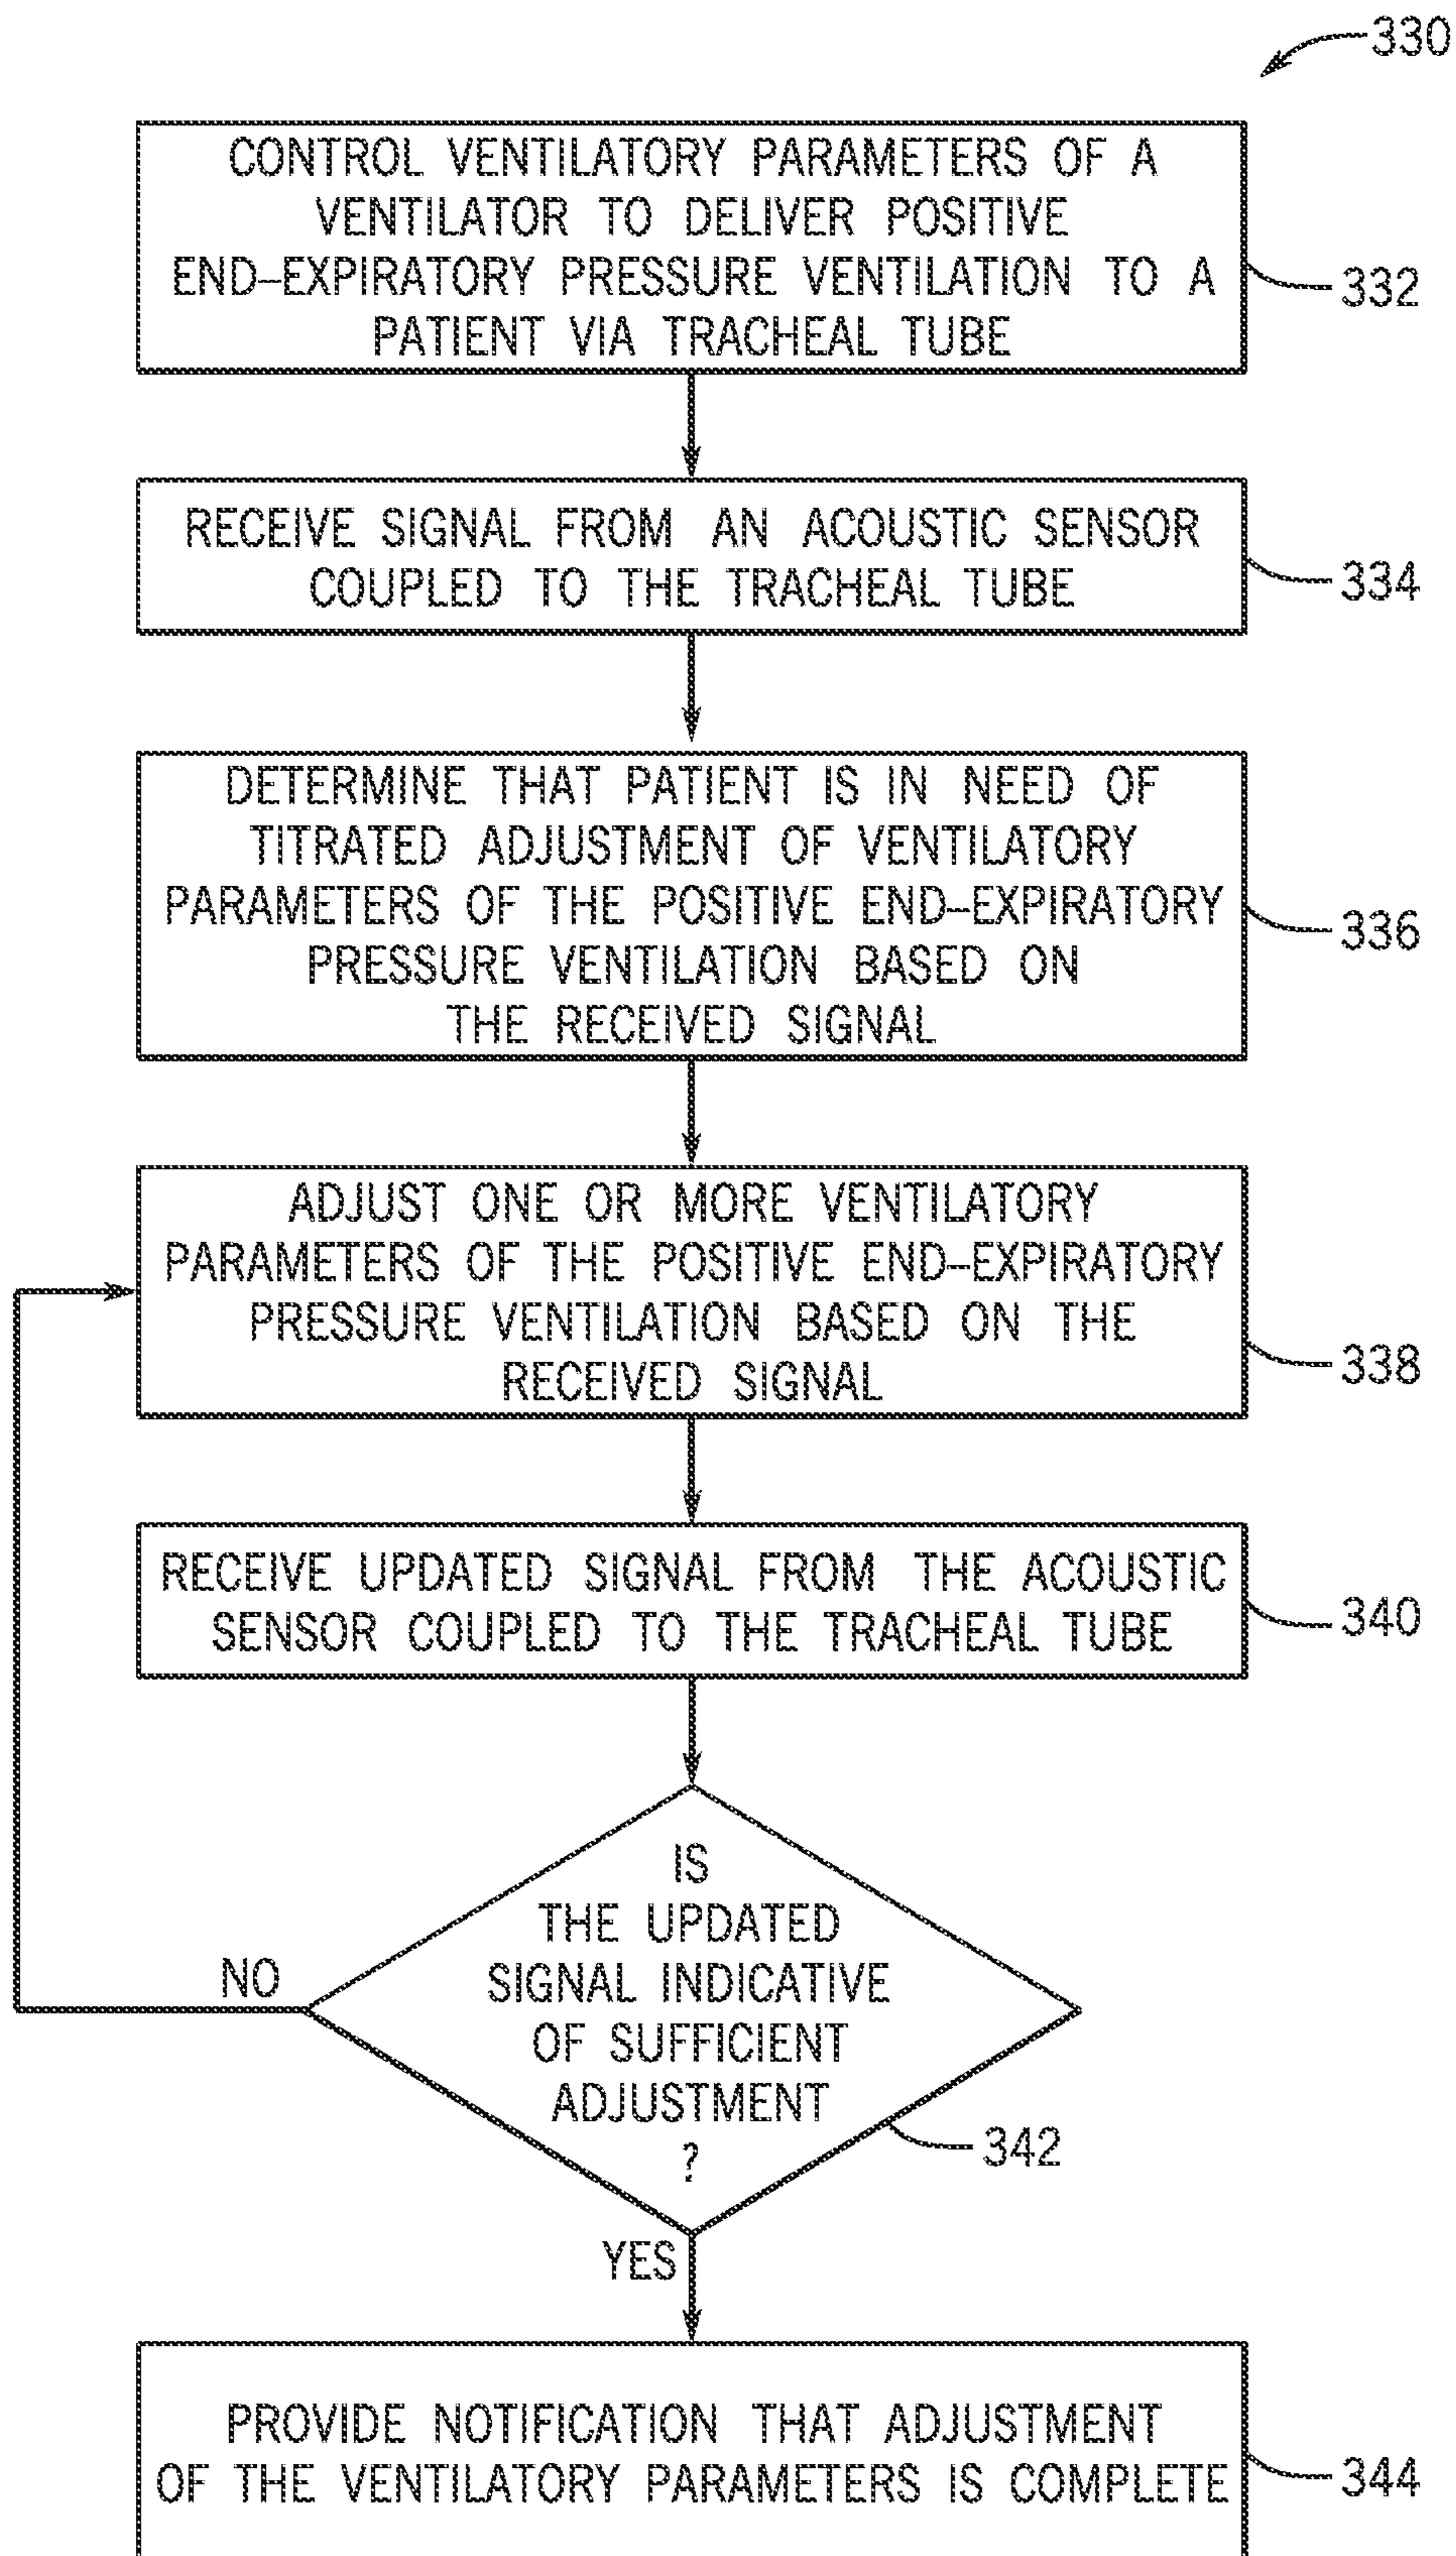 330
CONTROL VENTILATORY PARAMETERS OF A
VENTILATOR TO DELIVER POSITIVE
END–EXPIRATORY PRESSURE VENTILATION TO A
PATIENT VIA TRACHEAL TUBE
332
RECEIVE SIGNAL FROM AN ACOUSTIC SENSOR
COUPLED TO THE TRACHEAL TUBE
334
DETERMINE THAT PATIENT IS IN NEED OF
TITRATED ADJUSTMENT OF VENTILATORY
PARAMETERS OF THE POSITIVE END–EXPIRATORY
PRESSURE VENTILATION BASED ON
THE RECEIVED SIGNAL
336
ADJUST ONE OR MORE VENTILATORY
PARAMETERS OF THE POSITIVE END–EXPIRATORY
PRESSURE VENTILATION BASED ON THE
RECEIVED SIGNAL
338
RECEIVE UPDATED SIGNAL FROM THE ACOUSTIC
SENSOR COUPLED TO THE TRACHEAL TUBE
340
IS
THE UPDATED
SIGNAL INDICATIVE
OF SUFFICIENT
ADJUSTMENT
?
NO
342
YES
PROVIDE NOTIFICATION THAT ADJUSTMENT
OF THE VENTILATORY PARAMETERS IS COMPLETE
344